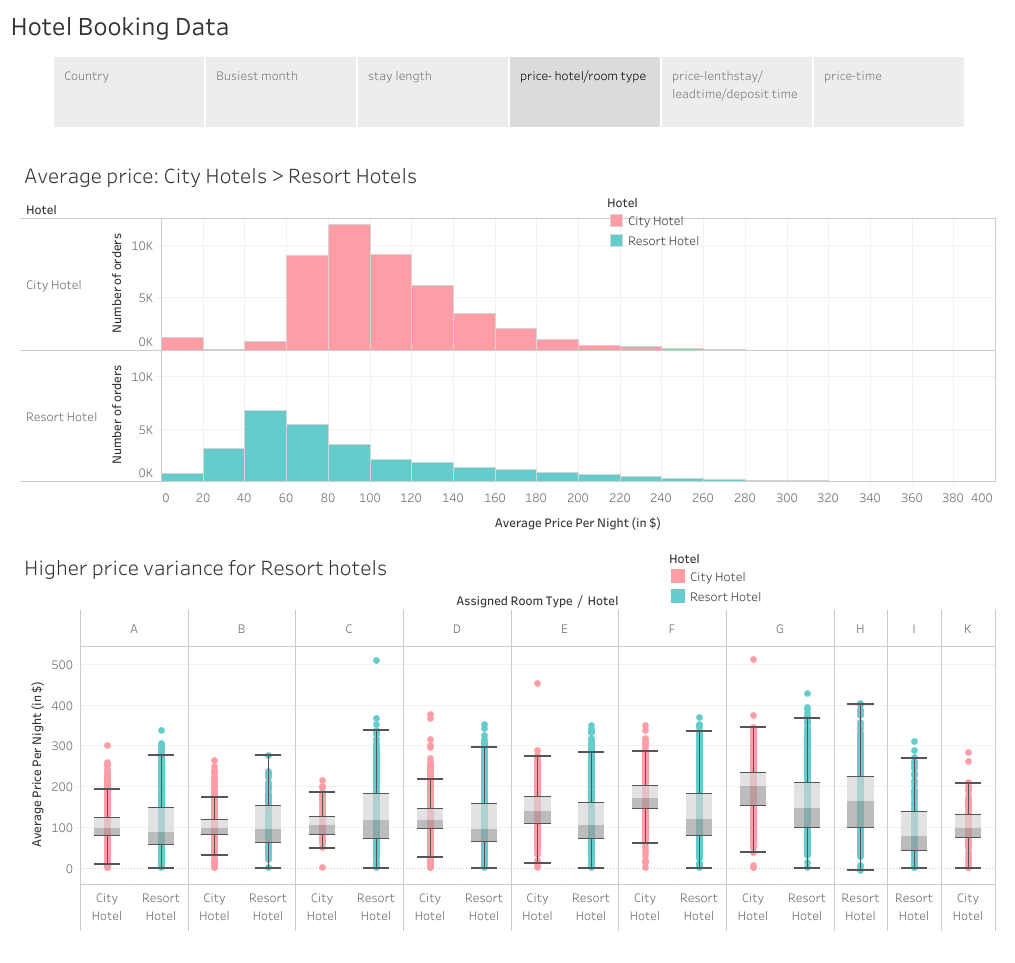 Hotel Booking Data
Country
Busiest month
stay length
price- hotel/room type
price-lenthstay/
leadtime/deposit time
price-time
Average price: City Hotels > Resort Hotels
Hotel
Hotel
City Hotel
Resort Hotel
City Hotel
Number of orders
10K
5K
0K
Resort Hotel
Number of orders
10K
5K
0K
0 20 40 60 80 100 120 140 160 180 200 220 240 260 280 300 320 340 360 380 400
Average Price Per Night (in $)
Higher price variance for Resort hotels
Hotel
City Hotel
Resort Hotel
Assigned Room Type / Hotel
A B C D E F G H I K
Average Price Per Night (in $)
500
400
300
200
100
0
City Resort City Resort City Resort City Resort City Resort City Resort City Resort Resort Resort City
Hotel Hotel Hotel Hotel Hotel Hotel Hotel Hotel Hotel Hotel Hotel Hotel Hotel Hotel Hotel Hotel Hotel